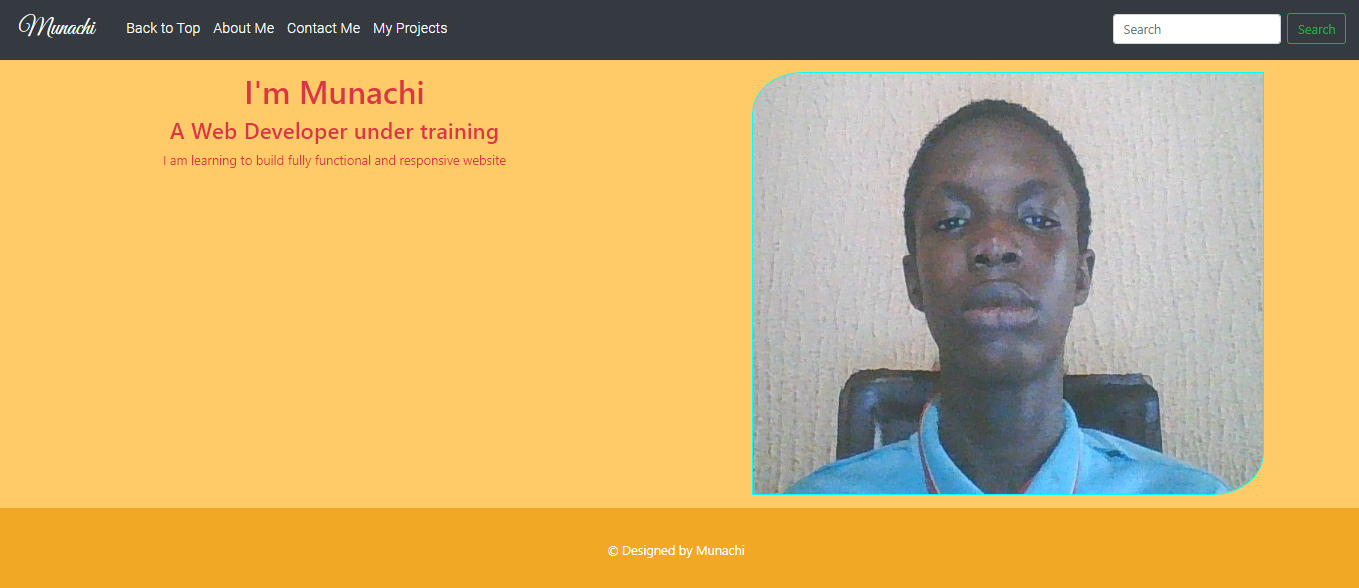 Munachi Back to Top About Me Contact Me My Projects Search Search
I'm Munachi
A Web Developer under training
I am learning to build fully functional and responsive website
© Designed by Munachi